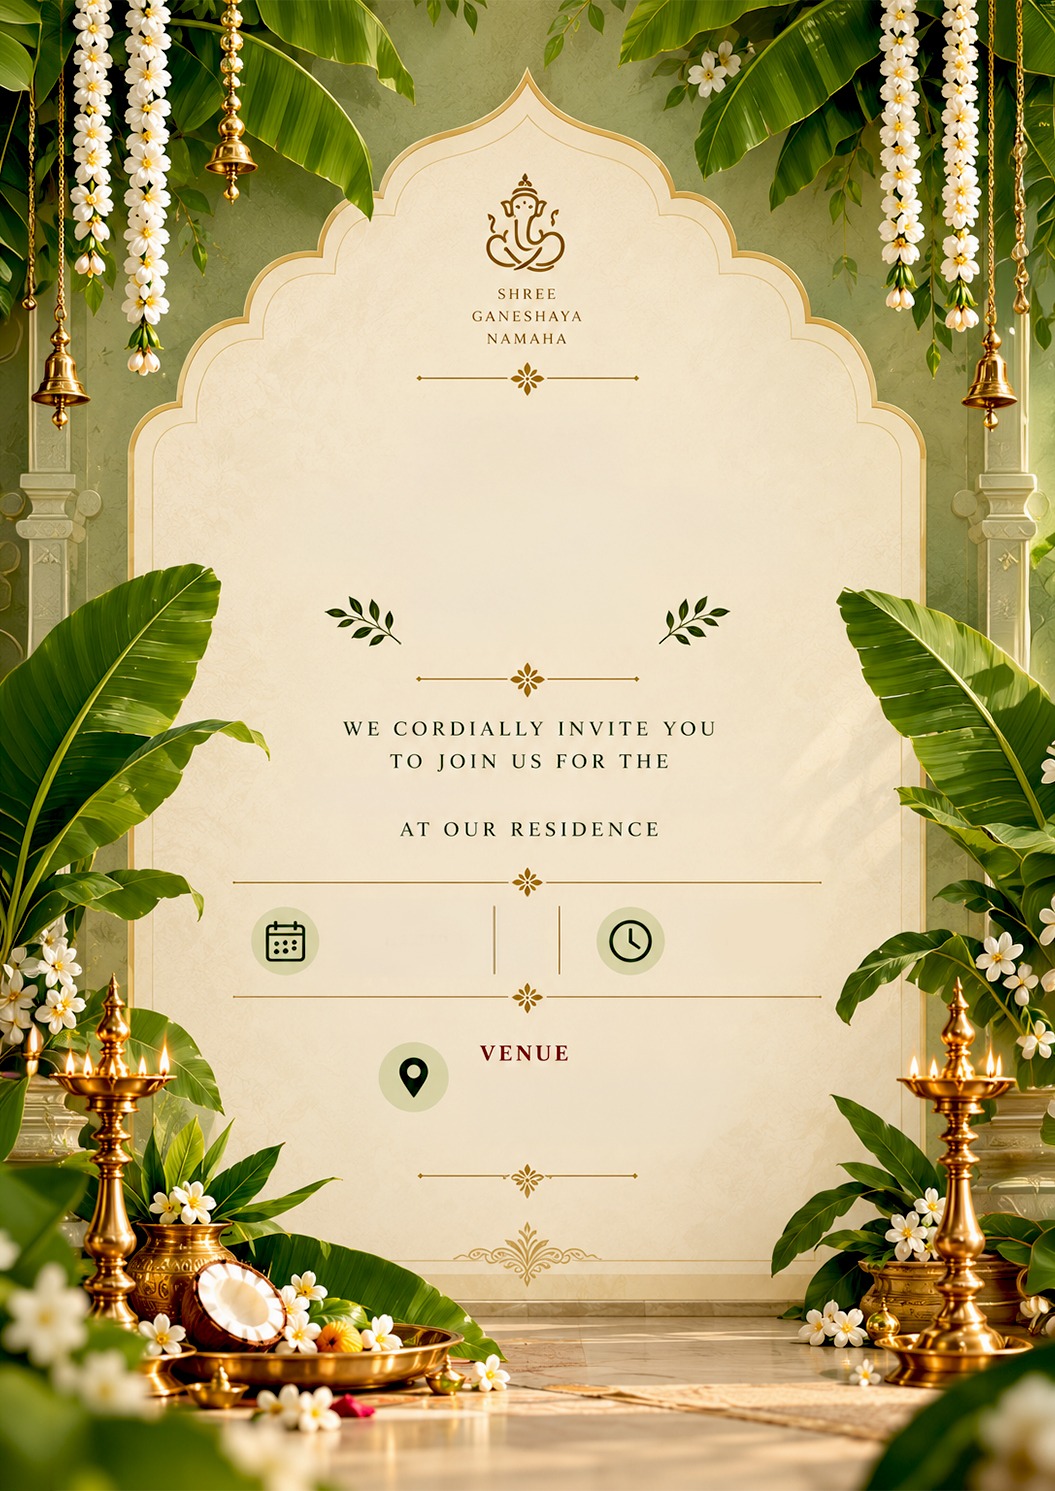 SHREE
GANESHAYA
NAMAHA
WE CORDIALLY INVITE YOU
TO JOIN US FOR THE
AT OUR RESIDENCE
VENUE